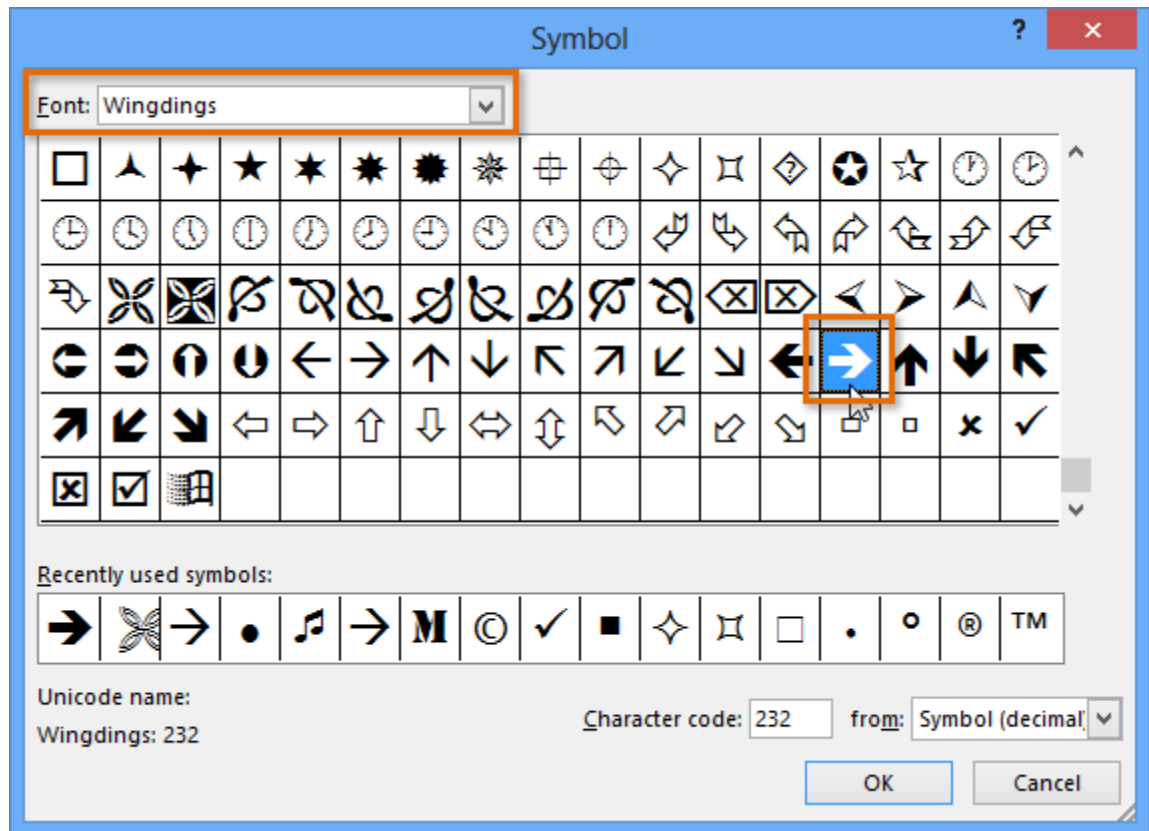 Symbol
?
Font: Wingdings
Recently used symbols:
M © ® ™
Unicode name:
Wingdings: 232
Character code: 232 from: Symbol (decimal)
OK Cancel